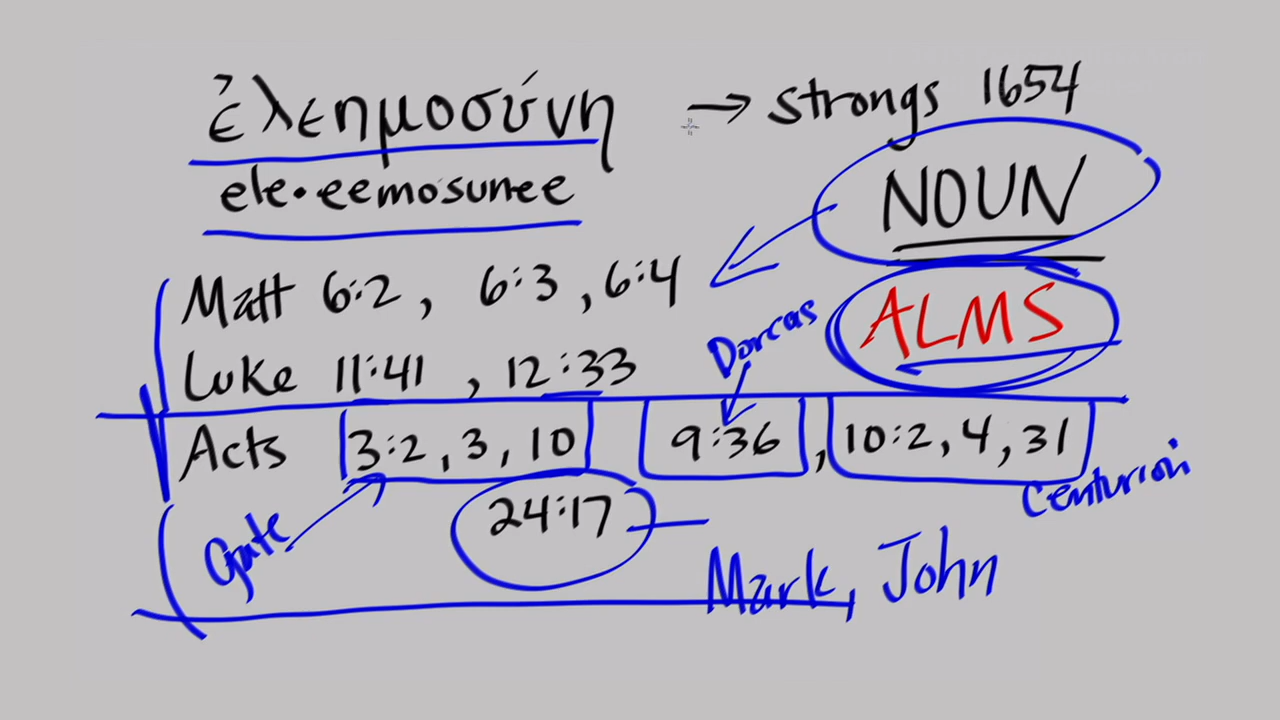 ἐλεημοσύνη → strongs 1654
ele•eemosunee
NOUN
Matt 6:2, 6:3, 6:4
ALMS
Dorcas
Luke 11:41, 12:33
Acts 3:2, 3, 10 9:36, 10:2, 4, 31
Centurion
Gate 24:17
Mark, John